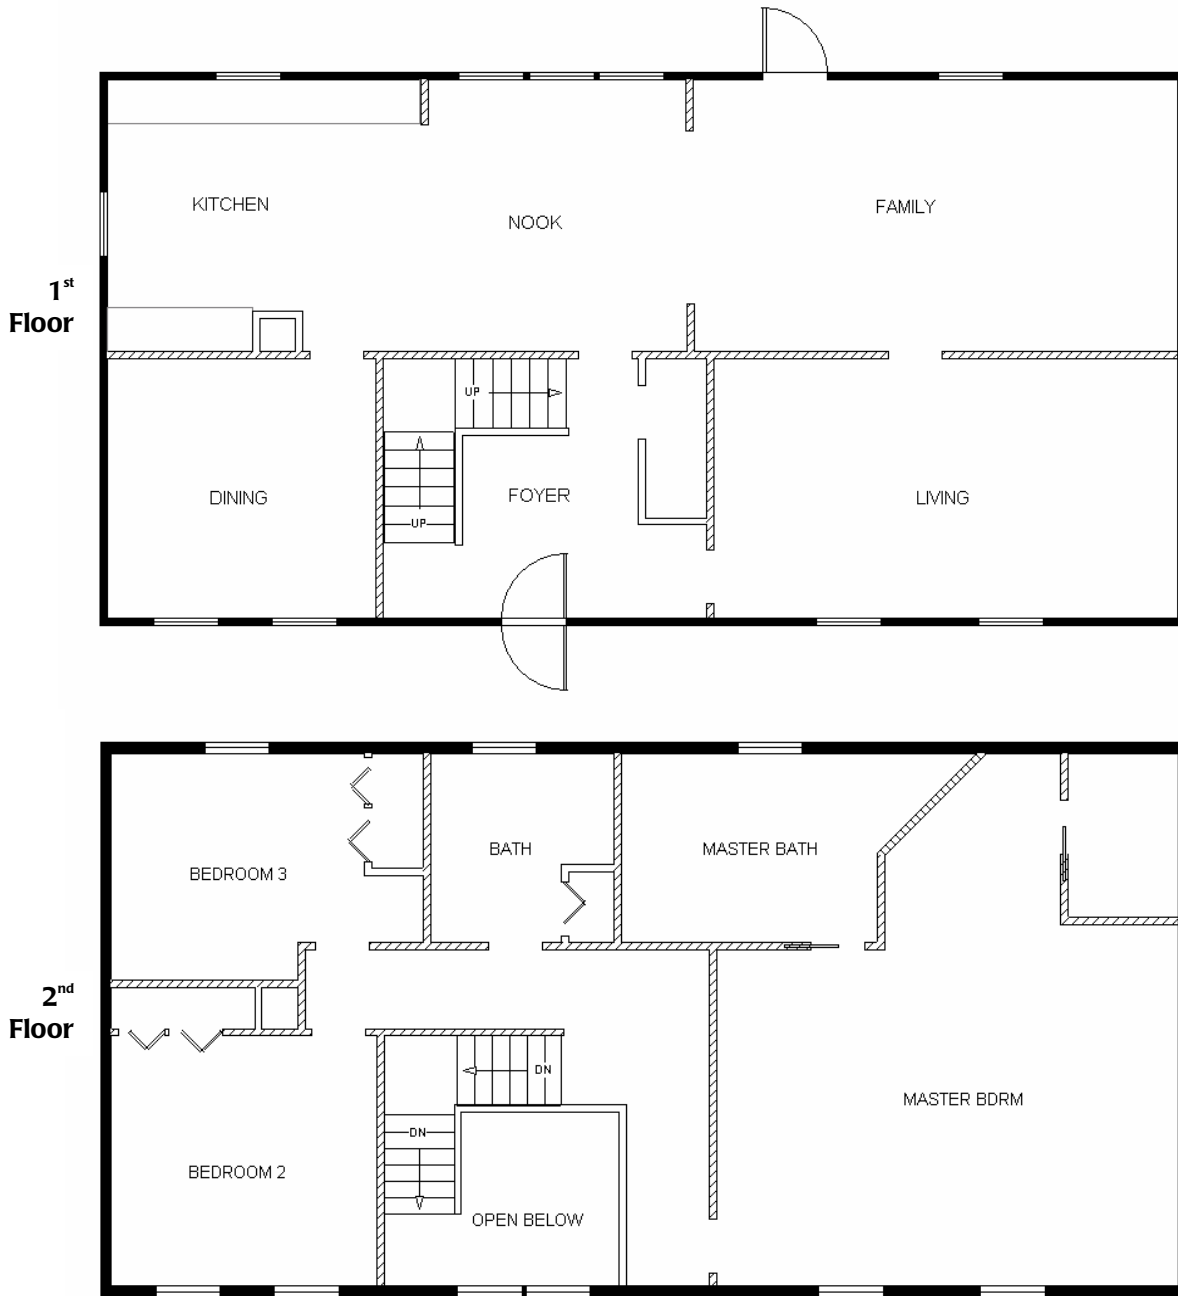 KITCHEN
NOOK
FAMILY
1st
Floor
UP
DINING
FOYER
LIVING
UP
BEDROOM 3
BATH
MASTER BATH
2nd
Floor
DN
MASTER BDRM
DN
BEDROOM 2
OPEN BELOW